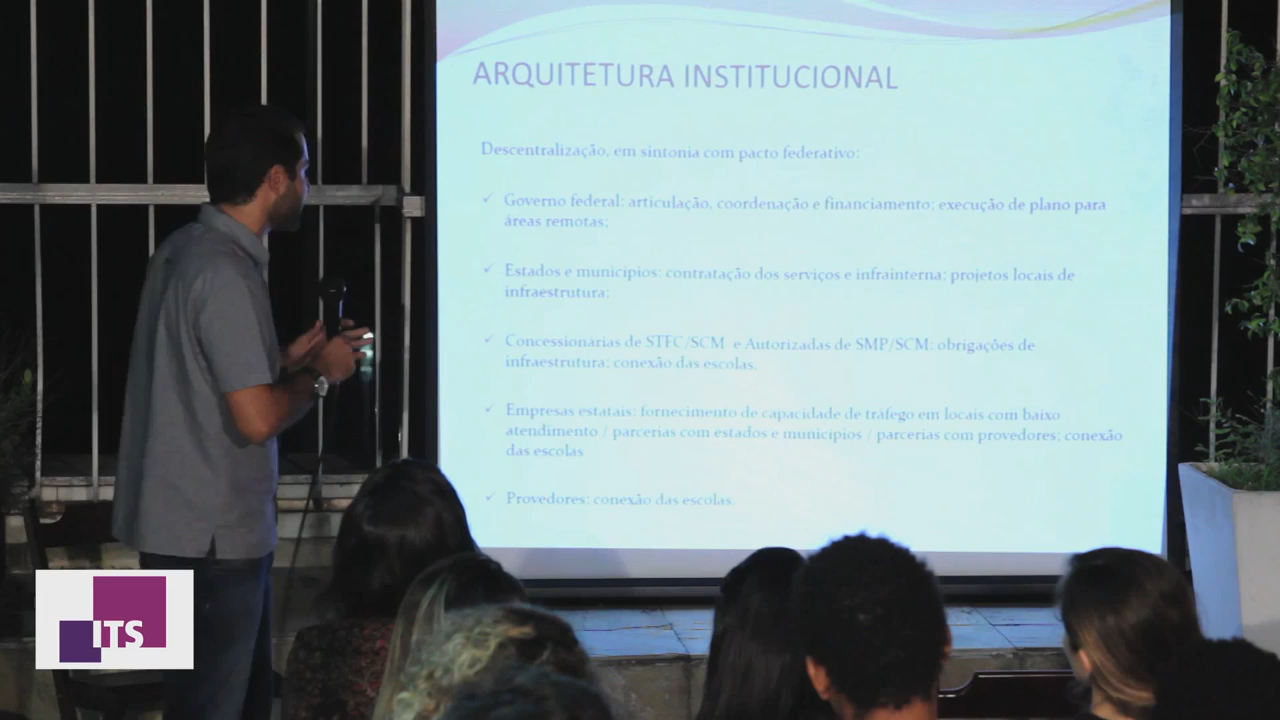 ARQUITETURA INSTITUCIONAL
Descentralização, em sintonia com pacto federativo:
✓ Governo federal: articulação, coordenação e financiamento; execução de plano para
áreas remotas;
✓ Estados e municípios: contratação dos serviços e infrainterna; projetos locais de
infraestrutura;
✓ Concessionárias de STFC/SCM e Autorizadas de SMP/SCM: obrigações de
infraestrutura; conexão das escolas.
✓ Empresas estatais: fornecimento de capacidade de tráfego em locais com baixo
atendimento / parcerias com estados e municípios / parcerias com provedores; conexão
das escolas
✓ Provedores: conexão das escolas.
ITS